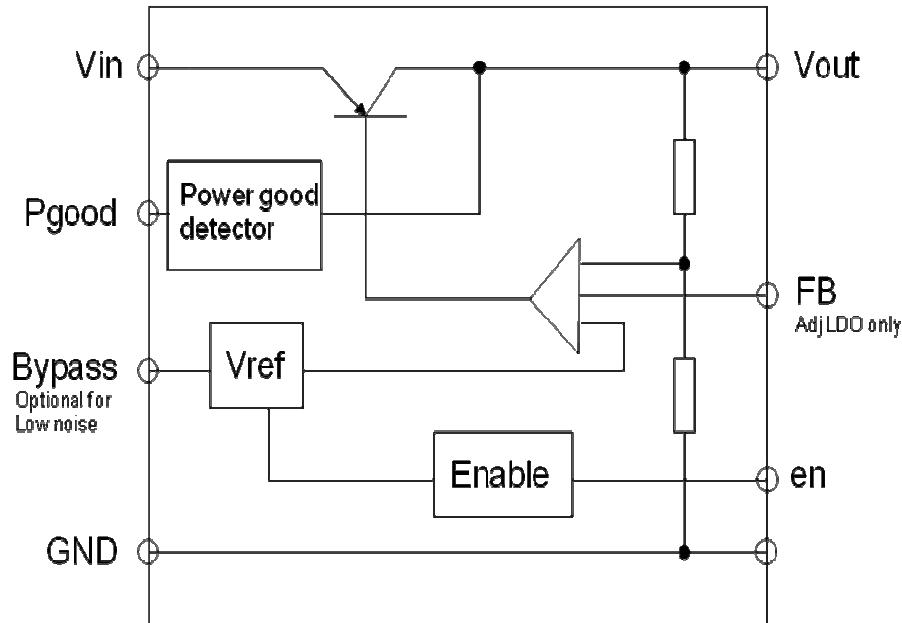 Vin
Vout
Power good
detector
Pgood
FB
Adj LDO only
Bypass
Optional for
Low noise
Vref
Enable
en
GND